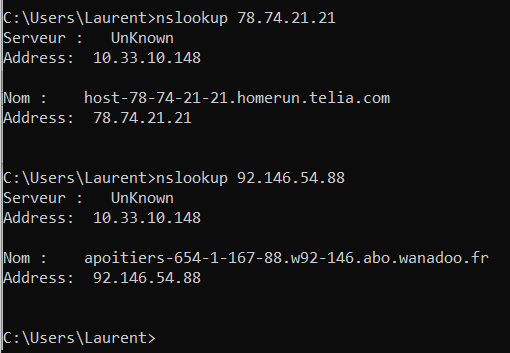 C:\Users\Laurent>nslookup 78.74.21.21
Serveur :   UnKnown
Address:  10.33.10.148
Nom :    host-78-74-21-21.homerun.telia.com
Address:  78.74.21.21
C:\Users\Laurent>nslookup 92.146.54.88
Serveur :   UnKnown
Address:  10.33.10.148
Nom :    apoitiers-654-1-167-88.w92-146.abo.wanadoo.fr
Address:  92.146.54.88
C:\Users\Laurent>